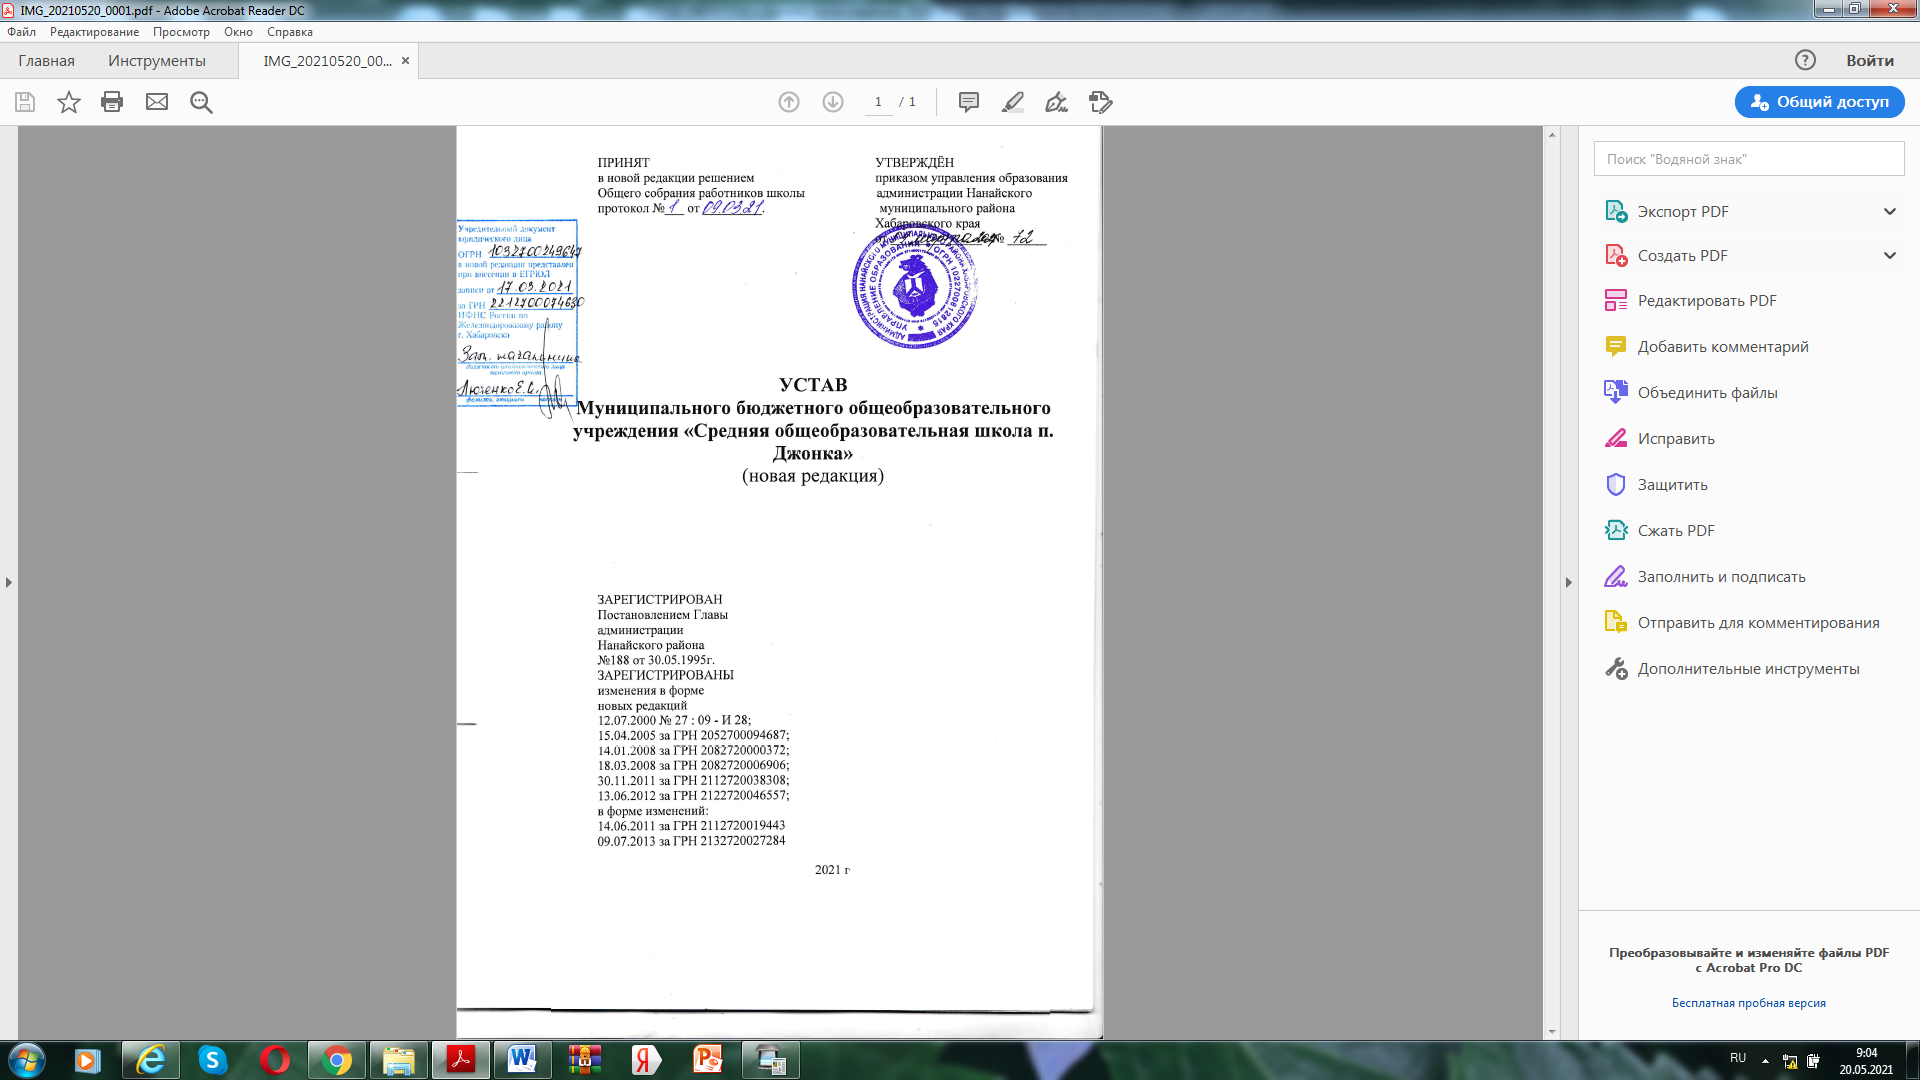 IMG_20210520_0001.pdf - Adobe Acrobat Reader DC
Файл Редактирование Просмотр Окно Справка
Главная Инструменты IMG_20210520_00... × Войти
1 / 1 Общий доступ
ПРИНЯТ
в новой редакции решением
Общего собрания работников школы
протокол № 1 от 09.03.21.
УТВЕРЖДЁН
приказом управления образования
администрации Нанайского
муниципального района
Хабаровского края
№ 72
Учредительный документ
юридического лица
ОГРН 1032700249647
в новой редакции представлен
при внесении в ЕГРЮЛ
записи от 17.03.2021
за ГРН 2212700074630
ИФНС России по
Железнодорожному району
г. Хабаровска
Зам. начальника
УСТАВ
Муниципального бюджетного общеобразовательного
учреждения «Средняя общеобразовательная школа п.
Джонка»
(новая редакция)
ЗАРЕГИСТРИРОВАН
Постановлением Главы
администрации
Нанайского района
№188 от 30.05.1995г.
ЗАРЕГИСТРИРОВАНЫ
изменения в форме
новых редакций
12.07.2000 № 27 : 09 - И 28;
15.04.2005 за ГРН 2052700094687;
14.01.2008 за ГРН 2082720000372;
18.03.2008 за ГРН 2082720006906;
30.11.2011 за ГРН 2112720038308;
13.06.2012 за ГРН 2122720046557;
в форме изменений:
14.06.2011 за ГРН 2112720019443
09.07.2013 за ГРН 2132720027284
2021 г
Поиск "Водяной знак"
Экспорт PDF
Создать PDF
Редактировать PDF
Добавить комментарий
Объединить файлы
Исправить
Защитить
Сжать PDF
Заполнить и подписать
Отправить для комментирования
Дополнительные инструменты
Преобразовывайте и изменяйте файлы PDF
с Acrobat Pro DC
Бесплатная пробная версия
RU
9:04
20.05.2021